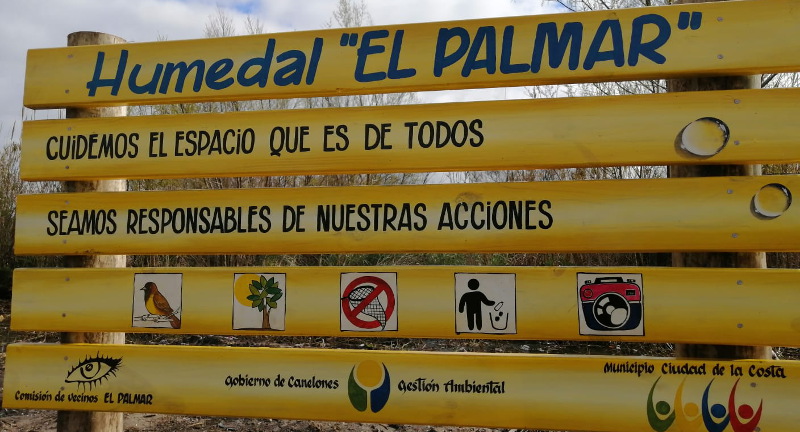 Humedal "EL PALMAR"
CUiDEMOS EL ESPACiO QUE ES DE TODOS
SEAMOS RESPONSABLES DE NUESTRAS ACCiONES
Comisión de vecinos EL PALMAR
Gobierno de Canelones Gestión Ambiental
Municipio Ciudad de la Costa